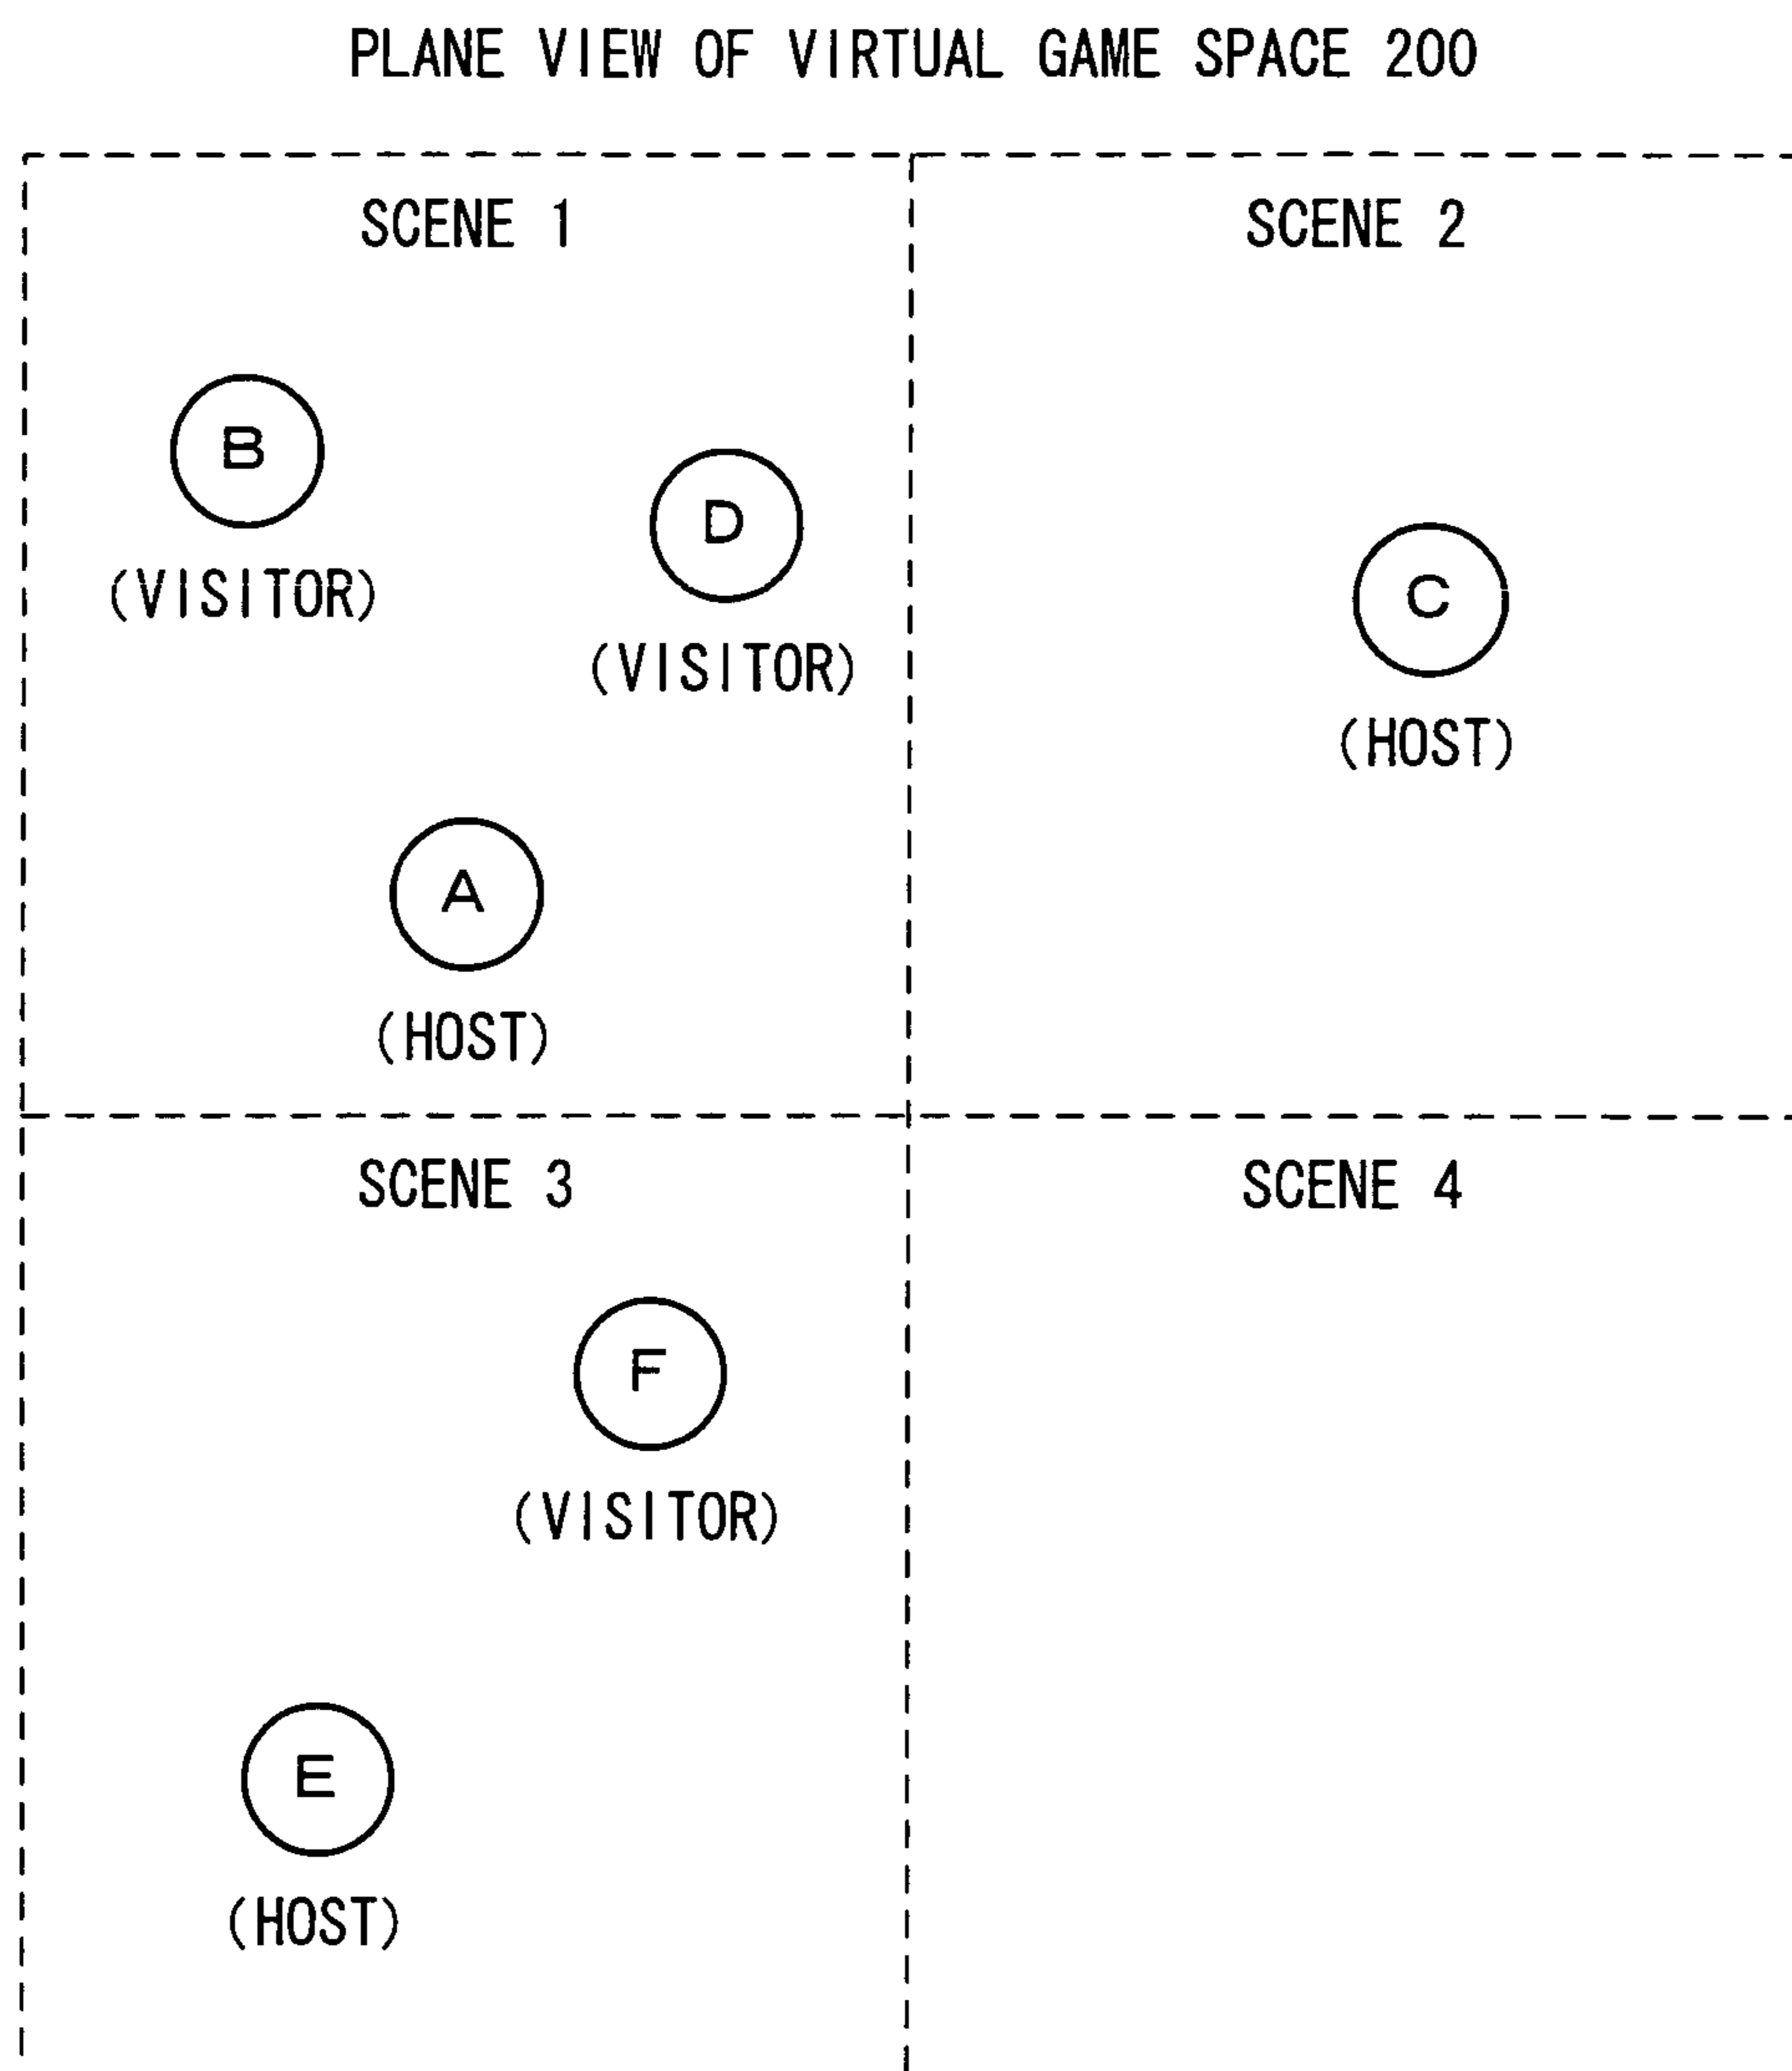 PLANE VIEW OF VIRTUAL GAME SPACE 200
SCENE 1
B
(VISITOR)
D
(VISITOR)
A
(HOST)
SCENE 2
C
(HOST)
SCENE 3
F
(VISITOR)
E
(HOST)
SCENE 4